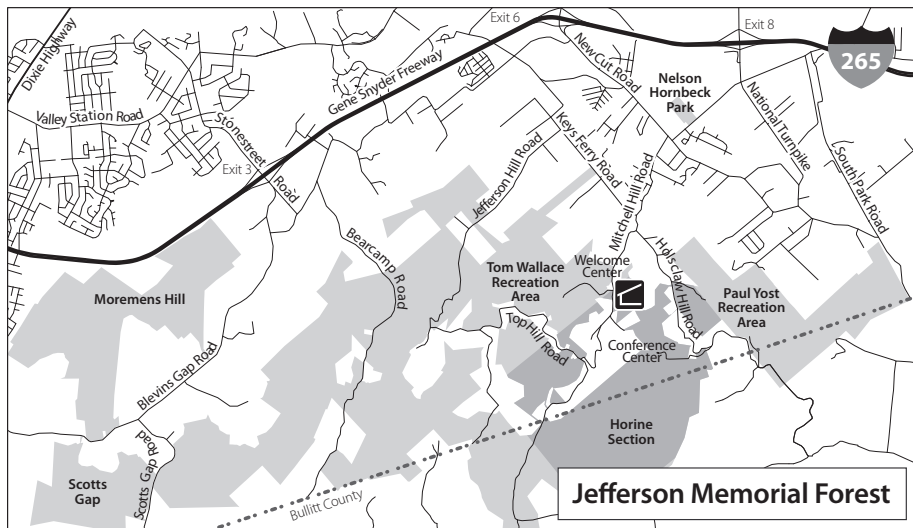 Exit 6
Exit 8
265
Dixie Highway
Gene Snyder Freeway
New Cut Road
Nelson
Hornbeck
Park
Valley Station Road
Stonestreet
Road
Exit 3
National Turnpike
Keys Ferry Road
South Park Road
Jefferson Hill Road
Mitchell Hill Road
Bearcamp Road
Holsclaw Hill Road
Welcome
Center
Tom Wallace
Recreation
Area
Moremens Hill
Paul Yost
Recreation
Area
Top Hill Road
Conference
Center
Blevins Gap Road
Horine
Section
Scotts Gap Road
Scotts
Gap
Bullitt County
Jefferson Memorial Forest